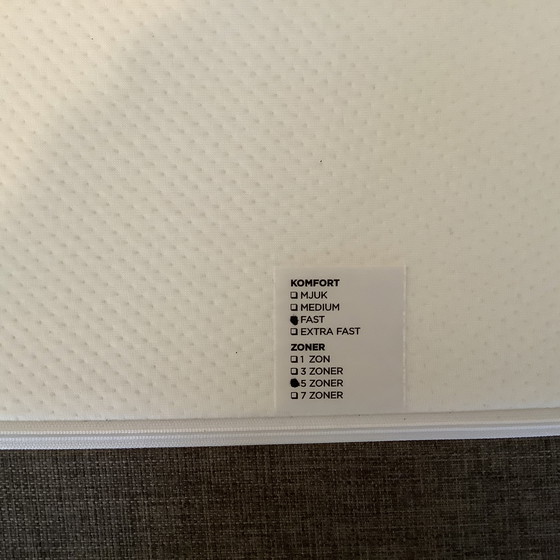 KOMFORT
MJUK
MEDIUM
FAST
EXTRA FAST
ZONER
1 ZON
3 ZONER
5 ZONER
7 ZONER